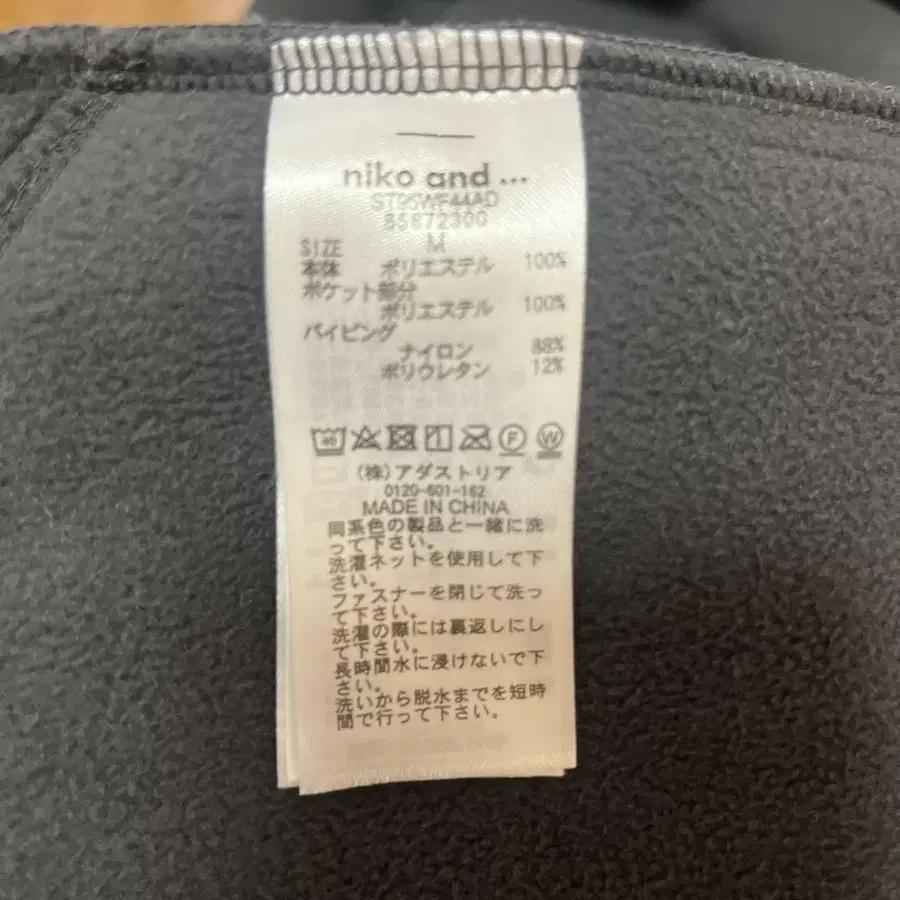 niko and ...
ST95WF44AD
85872300
SIZE M
本体 ポリエステル 100%
ポケット部分
ポリエステル 100%
パイピング
ナイロン 88%
ポリウレタン 12%
40 F W
(株)アダストリア
0120-601-162
MADE IN CHINA
同系色の製品と一緒に洗
って下さい。
洗濯ネットを使用して下
さい。
ファスナーを閉じて洗っ
て下さい。
洗濯の際には裏返しにし
て下さい。
長時間水に浸けないで下
さい。
洗いから脱水までを短時
間で行って下さい。